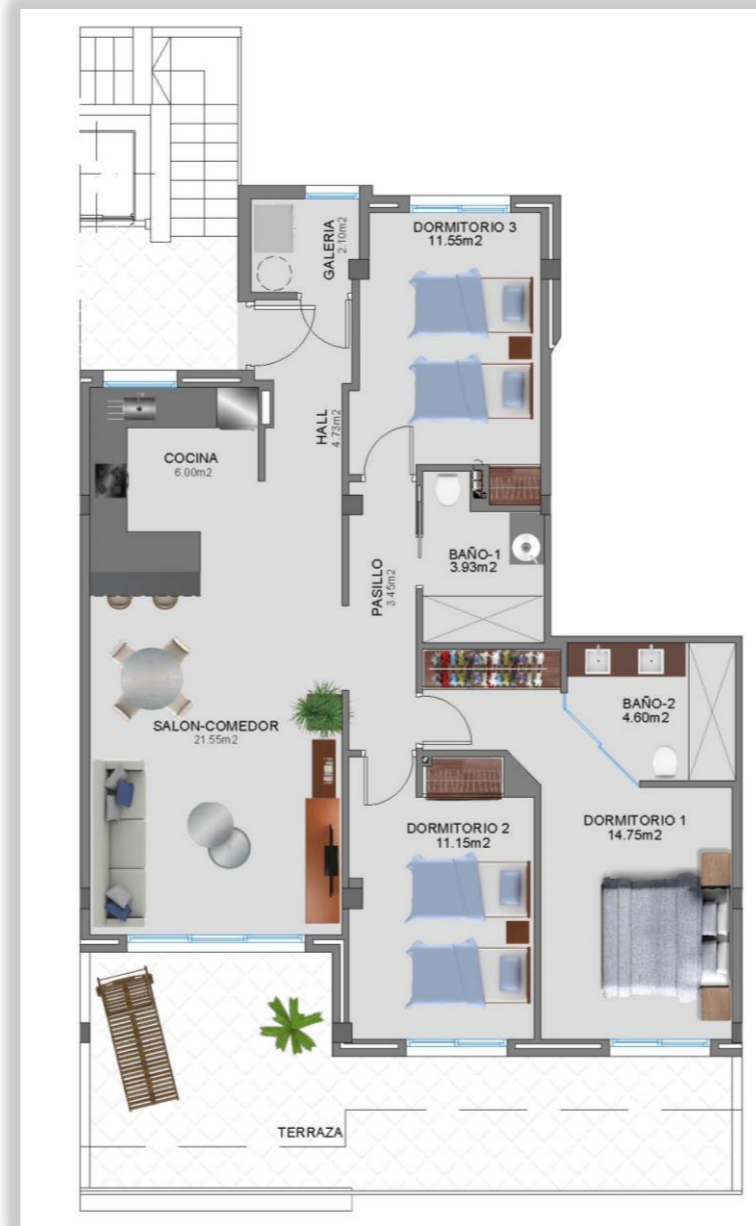 GALERIA
2.10m2
DORMITORIO 3
11.55m2
HALL
4.73m2
COCINA
6.00m2
BAÑO-1
3.93m2
PASILLO
3.45m2
BAÑO-2
4.60m2
SALON-COMEDOR
21.55m2
DORMITORIO 2
11.15m2
DORMITORIO 1
14.75m2
TERRAZA